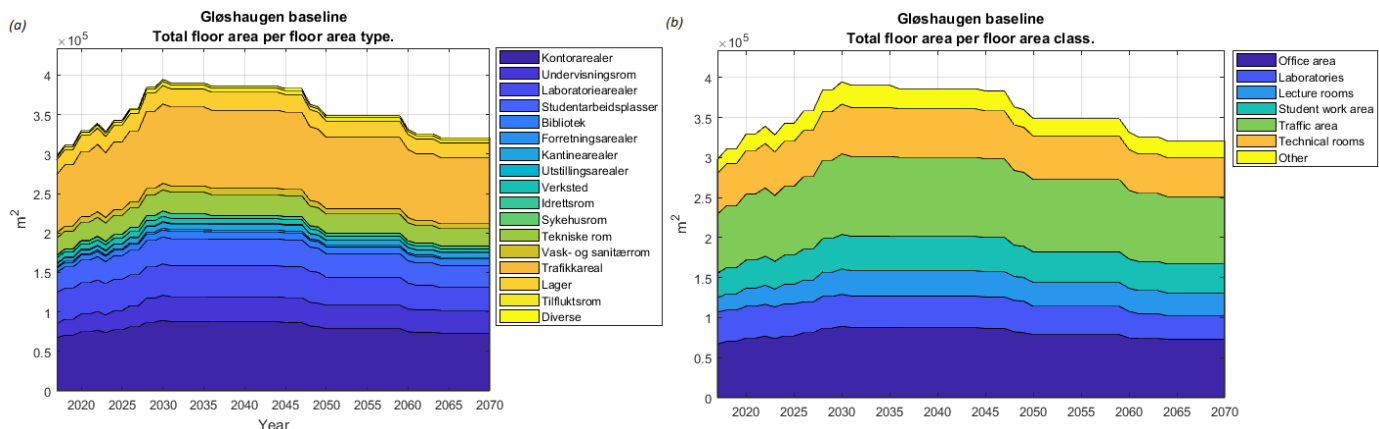 (a)
Gløshaugen baseline
Total floor area per floor area type.
× 10⁵
4
3.5
3
2.5
2
1.5
1
0.5
0
m²
2020 2025 2030 2035 2040 2045 2050 2055 2060 2065 2070
Year
Kontorarealer
Undervisningsrom
Laboratoriearealer
Studentarbeidsplasser
Bibliotek
Forretningsarealer
Kantinearealer
Utstillingsarealer
Verksted
Idrettsrom
Sykehusrom
Tekniske rom
Vask- og sanitærrom
Trafikkareal
Lager
Tilfluktsrom
Diverse
(b)
Gløshaugen baseline
Total floor area per floor area class.
× 10⁵
4
3.5
3
2.5
2
1.5
1
0.5
0
m²
2020 2025 2030 2035 2040 2045 2050 2055 2060 2065 2070
Office area
Laboratories
Lecture rooms
Student work area
Traffic area
Technical rooms
Other